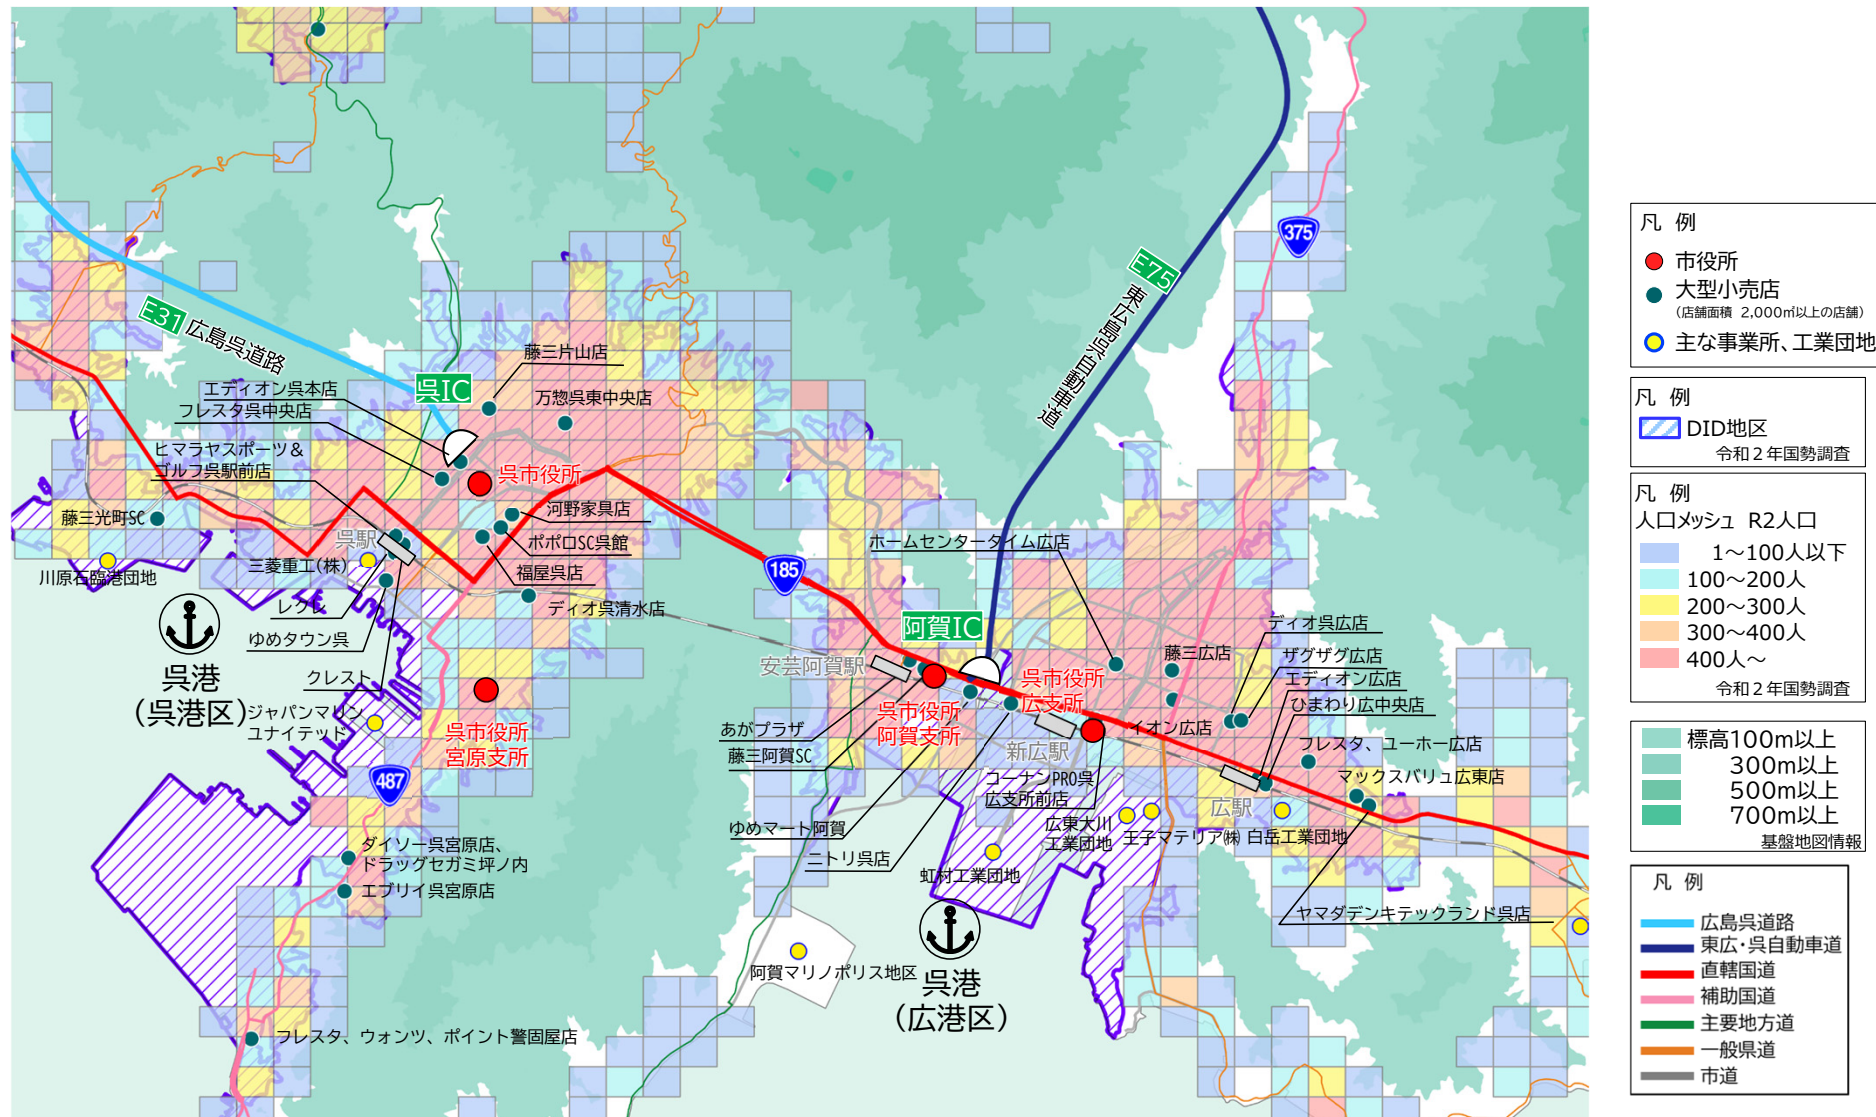 E31
広島呉道路
呉IC
藤三片山店
エディオン呉本店
万惣呉東中央店
フレスタ呉中央店
ヒマラヤスポーツ＆
ゴルフ呉駅前店
呉市役所
藤三光町SC
河野家具店
呉駅
ポポロSC呉館
三菱重工(株)
福屋呉店
川原石臨港団地
ディオ呉清水店
レクレ
ゆめタウン呉
クレスト
呉港
(呉港区)
ジャパンマリン
ユナイテッド
呉市役所
宮原支所
487
ダイソー呉宮原店、
ドラッグセガミ坪ノ内
エブリイ呉宮原店
フレスタ、ウォンツ、ポイント警固屋店
E75
東広島呉自動車道
375
185
ホームセンタータイム広店
阿賀IC
安芸阿賀駅
ディオ呉広店
藤三広店
ザグザグ広店
エディオン広店
ひまわり広中央店
呉市役所
広支所
呉市役所
阿賀支所
あがプラザ
藤三阿賀SC
イオン広店
新広駅
フレスタ、ユーホー広店
マックスバリュ広東店
コーナンPRO呉
広支所前店
広駅
ゆめマート阿賀
広東大川
工業団地
王子マテリア㈱
白岳工業団地
ニトリ呉店
虹村工業団地
ヤマダデンキテックランド呉店
阿賀マリノポリス地区
呉港
(広港区)
凡 例
市役所
大型小売店
(店舗面積 2,000㎡以上の店舗)
主な事業所、工業団地
凡 例
DID地区
令和２年国勢調査
凡 例
人口メッシュ R2人口
1～100人以下
100～200人
200～300人
300～400人
400人～
令和２年国勢調査
標高100m以上
300m以上
500m以上
700m以上
基盤地図情報
凡 例
広島呉道路
東広・呉自動車道
直轄国道
補助国道
主要地方道
一般県道
市道